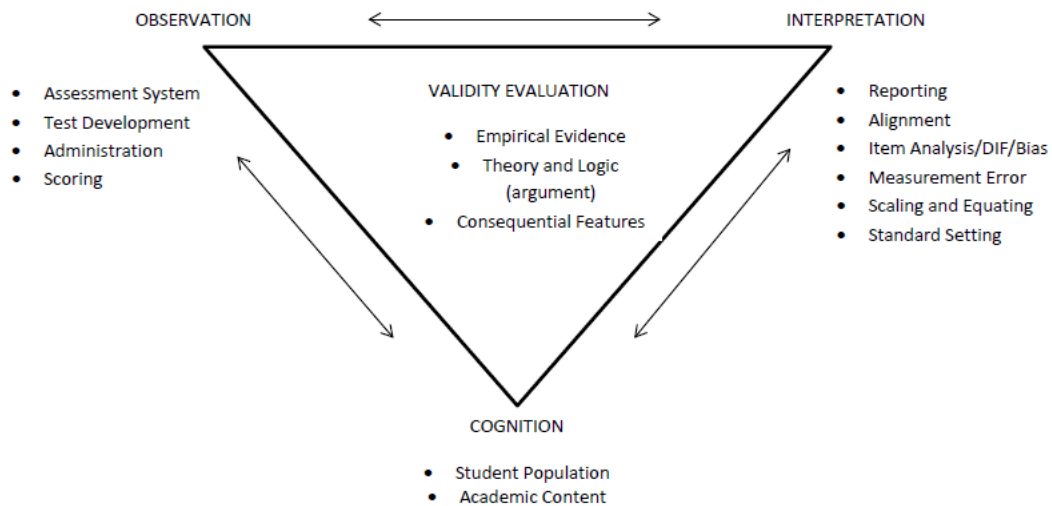 OBSERVATION
INTERPRETATION
• Assessment System
• Test Development
• Administration
• Scoring
VALIDITY EVALUATION
• Empirical Evidence
• Theory and Logic
(argument)
• Consequential Features
• Reporting
• Alignment
• Item Analysis/DIF/Bias
• Measurement Error
• Scaling and Equating
• Standard Setting
COGNITION
• Student Population
• Academic Content